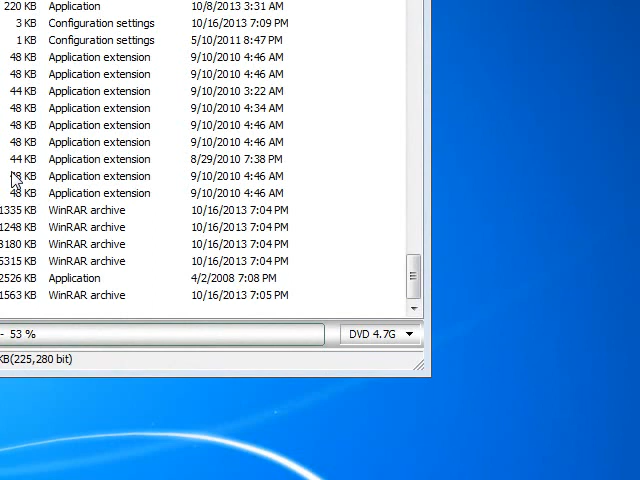 220 KB Application 10/8/2013 3:31 AM
3 KB Configuration settings 10/16/2013 7:09 PM
1 KB Configuration settings 5/10/2011 8:47 PM
48 KB Application extension 9/10/2010 4:46 AM
48 KB Application extension 9/10/2010 4:46 AM
44 KB Application extension 9/10/2010 3:22 AM
48 KB Application extension 9/10/2010 4:34 AM
48 KB Application extension 9/10/2010 4:46 AM
48 KB Application extension 9/10/2010 4:46 AM
44 KB Application extension 8/29/2010 7:38 PM
KB Application extension 9/10/2010 4:46 AM
48 KB Application extension 9/10/2010 4:46 AM
1335 KB WinRAR archive 10/16/2013 7:04 PM
1248 KB WinRAR archive 10/16/2013 7:04 PM
3180 KB WinRAR archive 10/16/2013 7:04 PM
5315 KB WinRAR archive 10/16/2013 7:04 PM
2526 KB Application 4/2/2008 7:08 PM
1563 KB WinRAR archive 10/16/2013 7:05 PM
- 53 % DVD 4.7G
KB(225,280 bit)